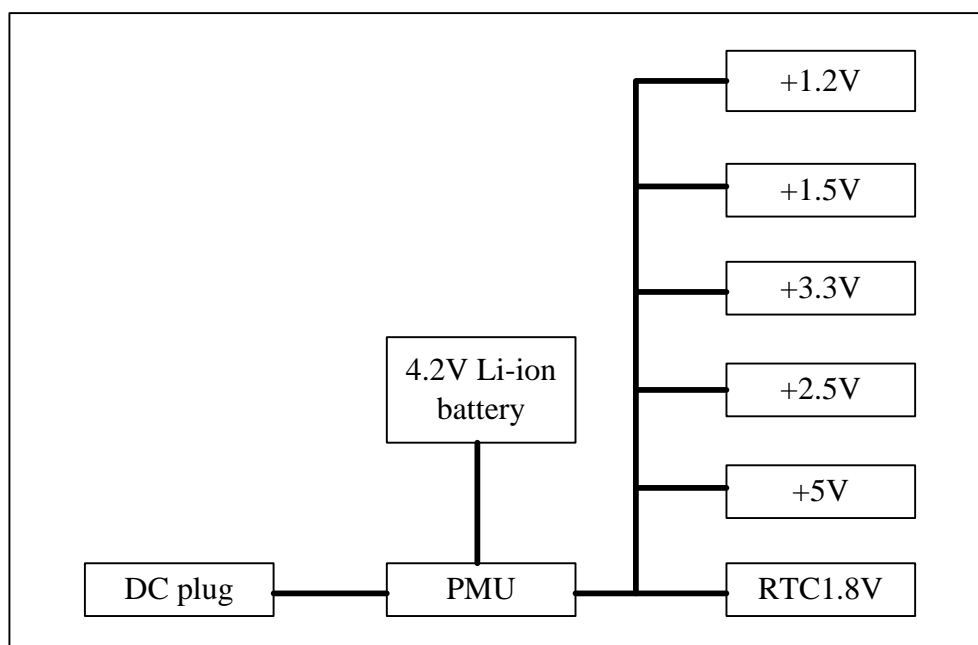 +1.2V
+1.5V
+3.3V
4.2V Li-ion
battery
+2.5V
+5V
DC plug
PMU
RTC1.8V